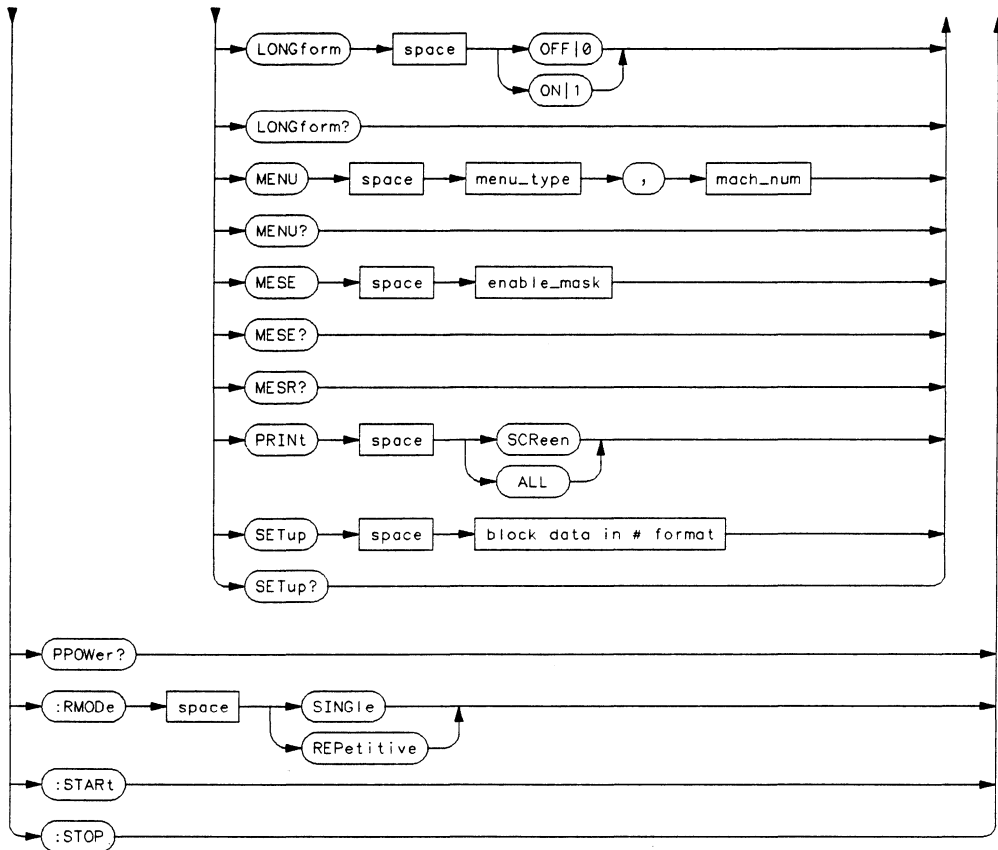 LONGform space OFF|0
ON|1
LONGform?
MENU space menu_type , mach_num
MENU?
MESE space enable_mask
MESE?
MESR?
PRINt space SCReen
ALL
SETup space block data in # format
SETup?
PPOWer?
:RMODe space SINGle
REPetitive
:STARt
:STOP